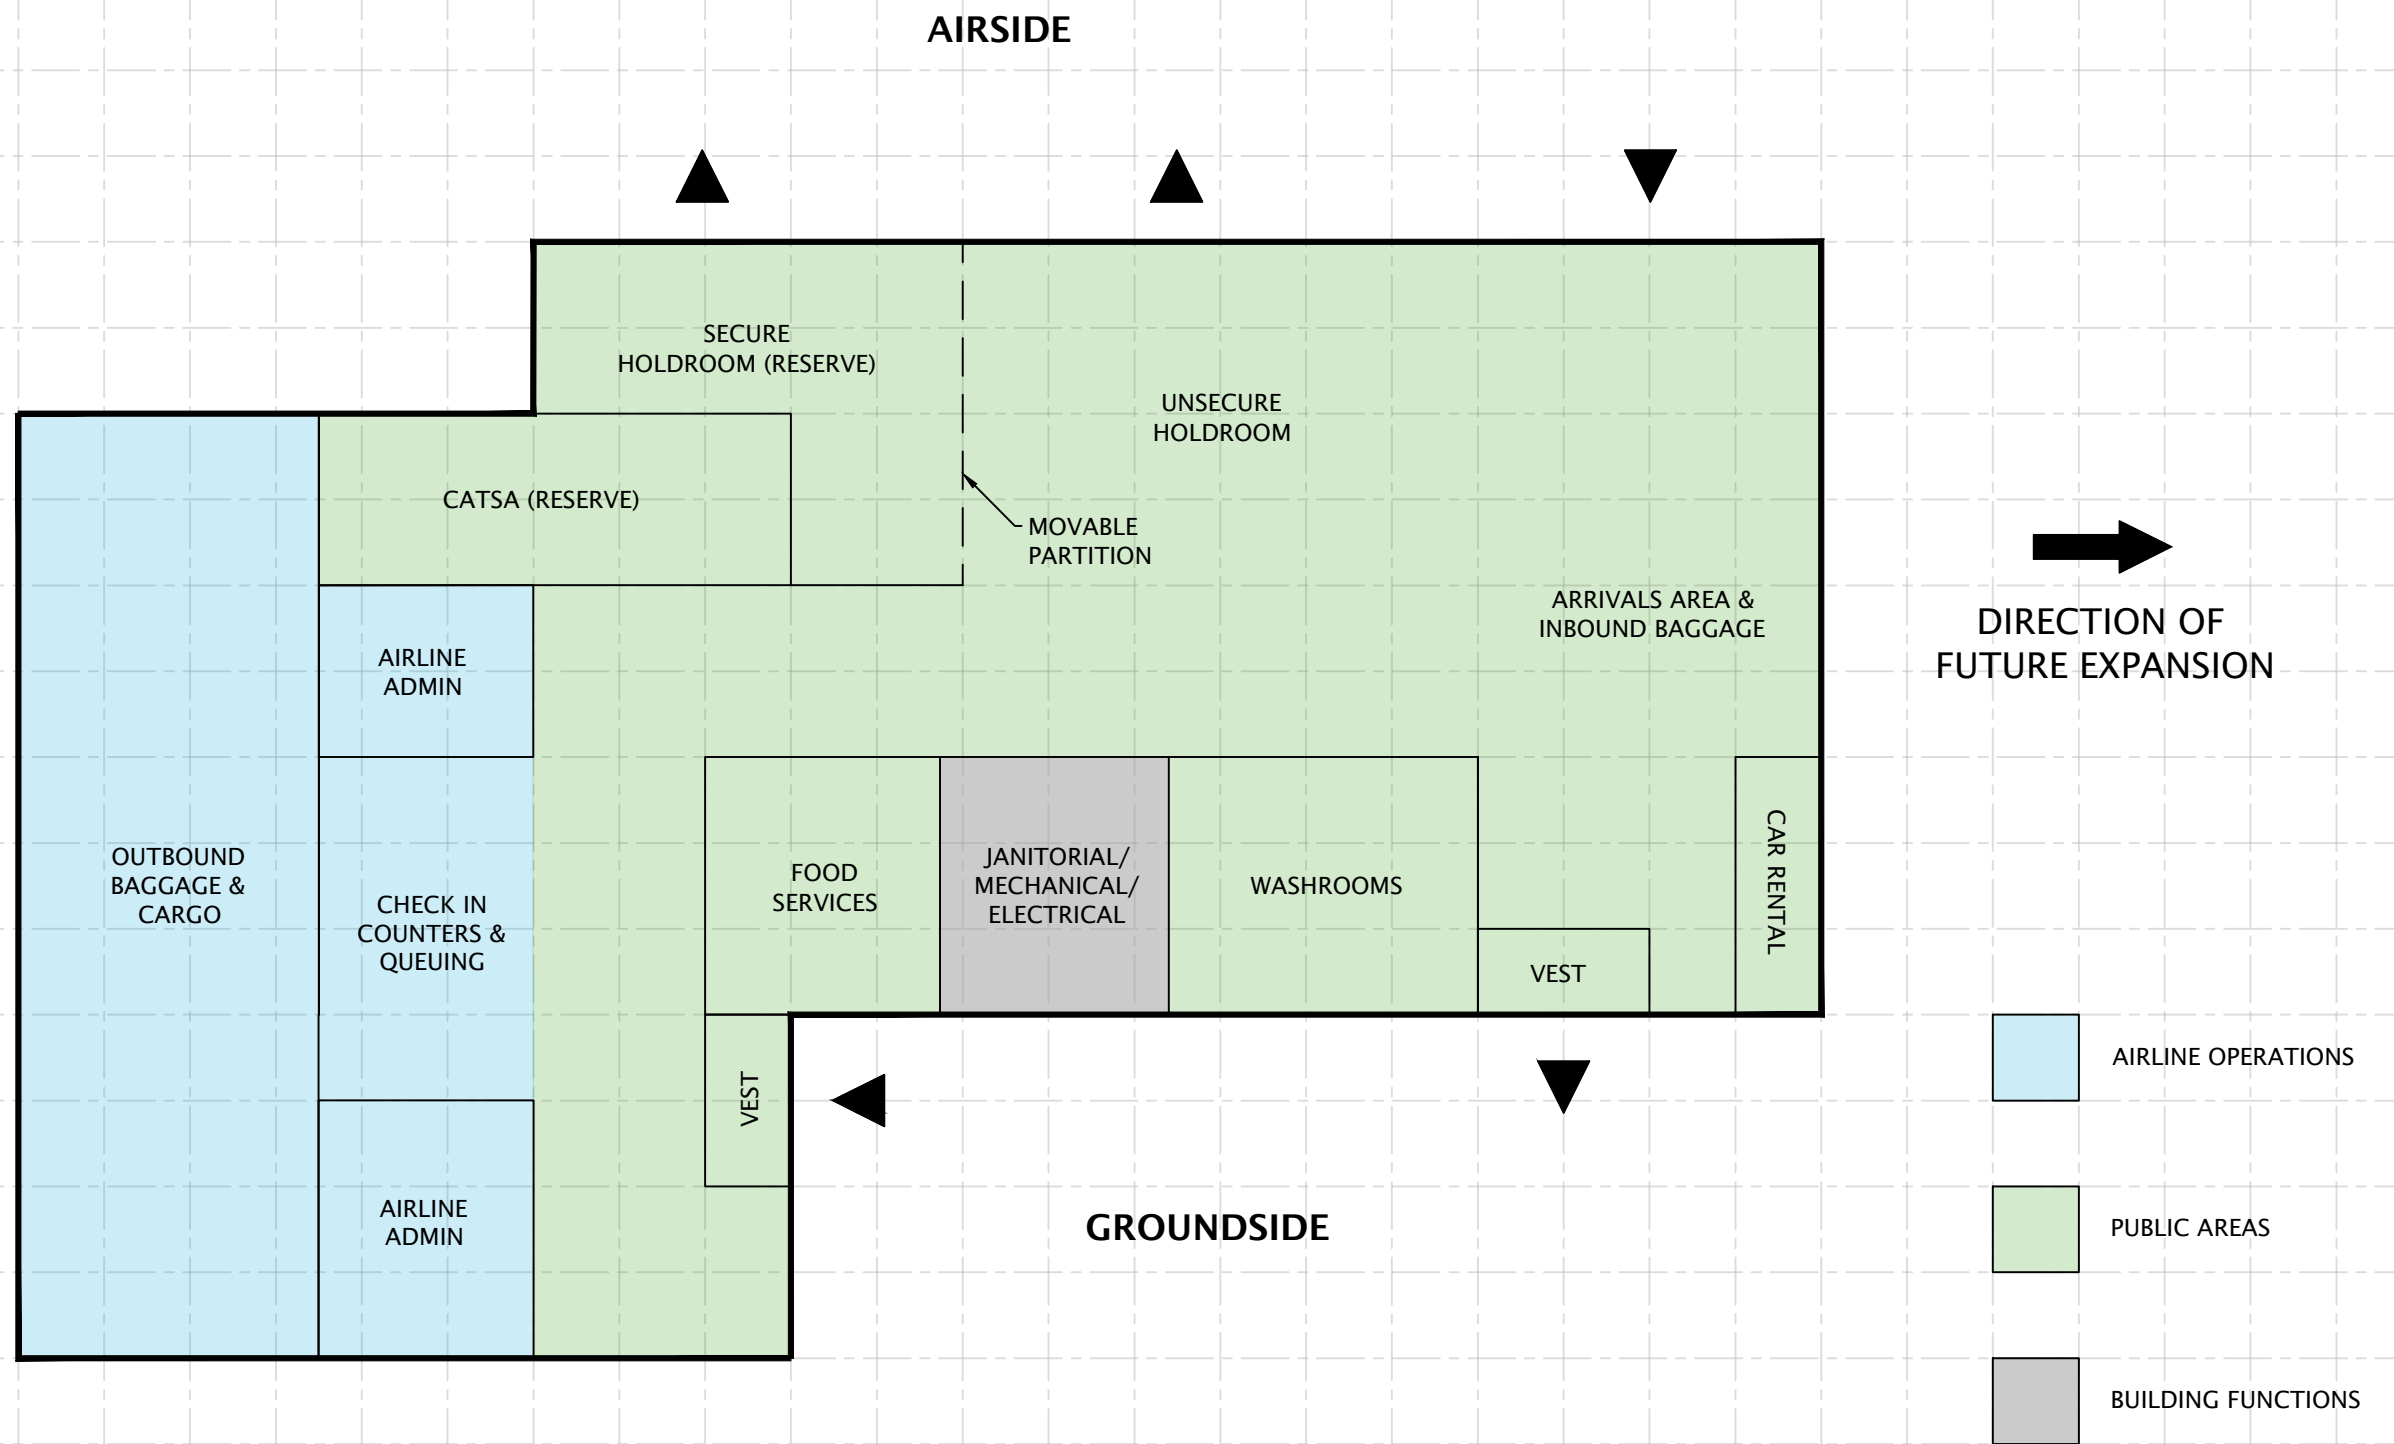 AIRSIDE
SECURE
HOLDROOM (RESERVE)
UNSECURE
HOLDROOM
CATSA (RESERVE)
MOVABLE
PARTITION
ARRIVALS AREA &
INBOUND BAGGAGE
DIRECTION OF
FUTURE EXPANSION
AIRLINE
ADMIN
OUTBOUND
BAGGAGE &
CARGO
CHECK IN
COUNTERS &
QUEUING
FOOD
SERVICES
JANITORIAL/
MECHANICAL/
ELECTRICAL
WASHROOMS
CAR RENTAL
VEST
VEST
AIRLINE
ADMIN
GROUNDSIDE
AIRLINE OPERATIONS
PUBLIC AREAS
BUILDING FUNCTIONS